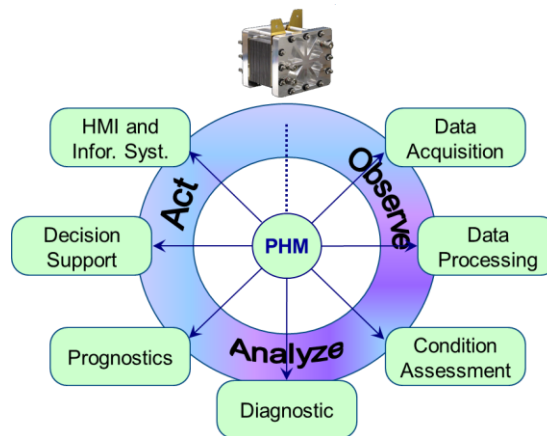 HMI and
Infor. Syst.
Data
Acquisition
Act
Observe
Decision
Support
PHM
Data
Processing
Prognostics
Analyze
Condition
Assessment
Diagnostic